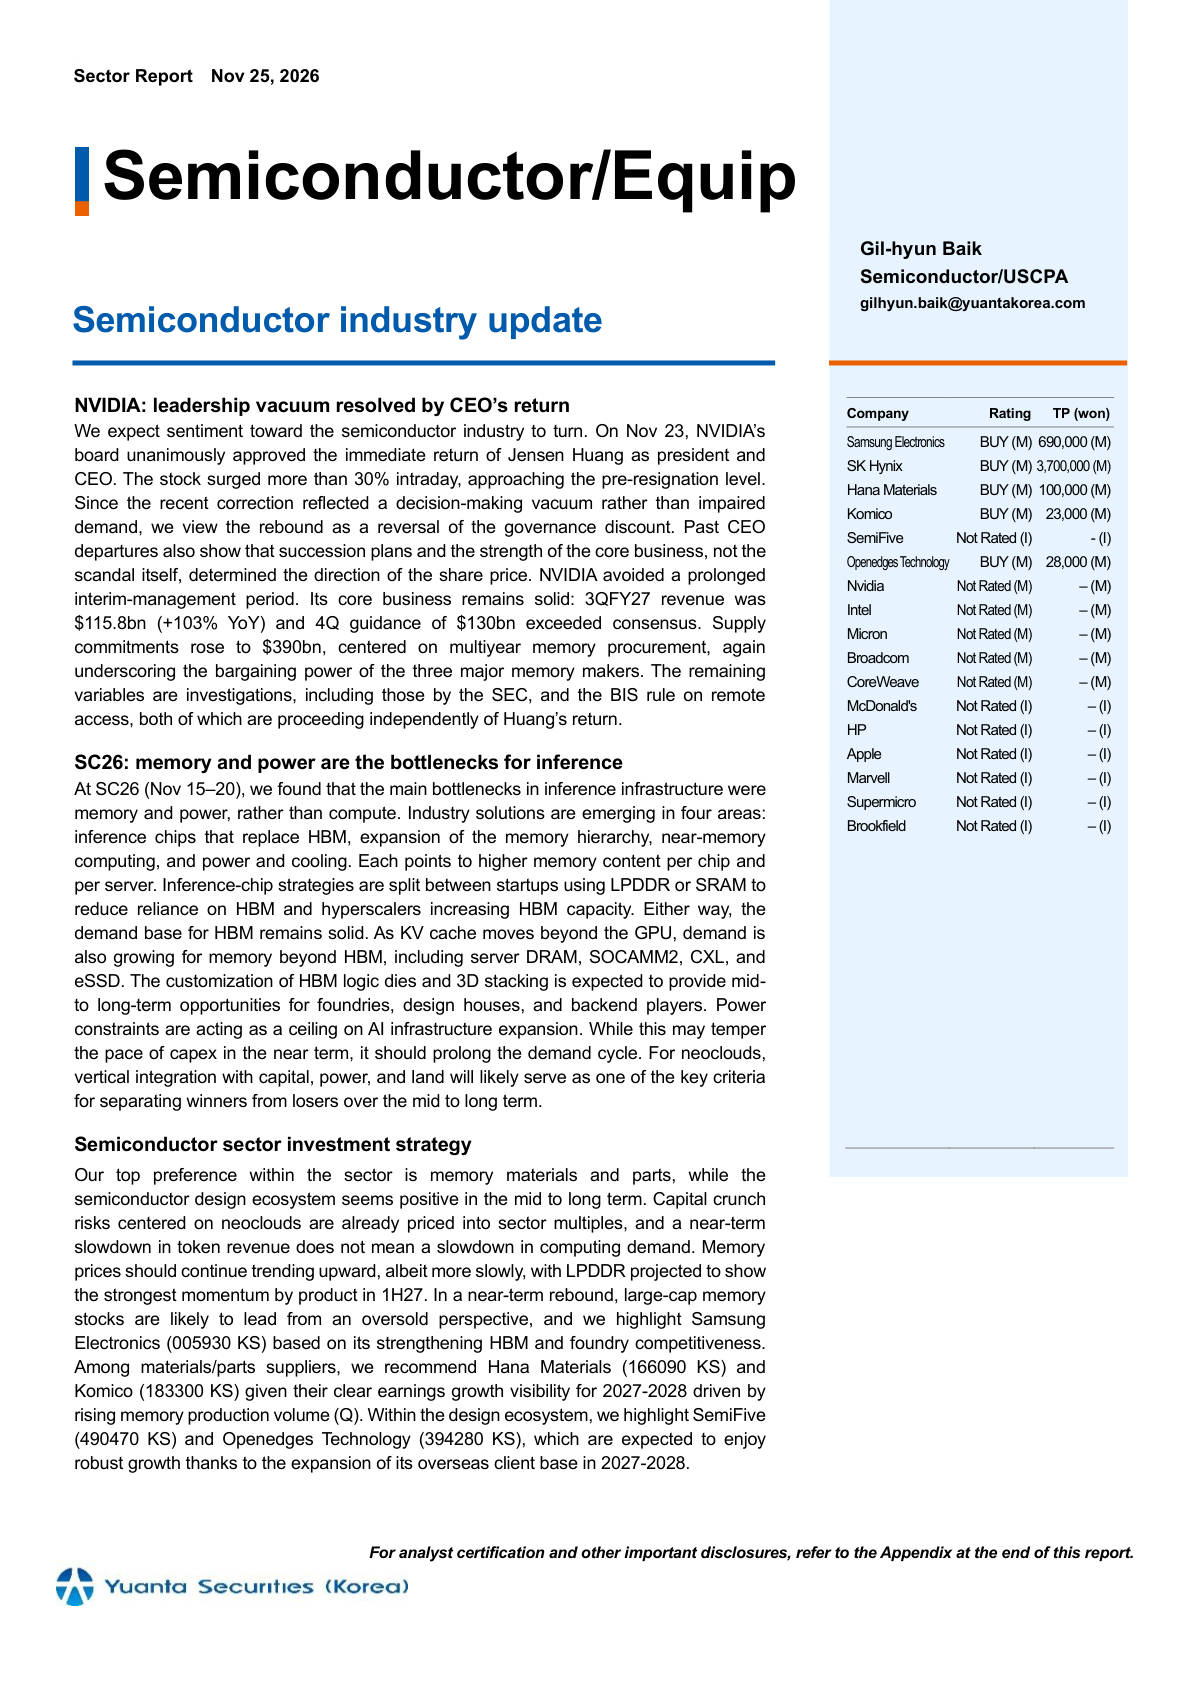 Sector Report Nov 25, 2026
Semiconductor/Equip
Gil-hyun Baik
Semiconductor/USCPA
gilhyun.baik@yuantakorea.com
Semiconductor industry update
NVIDIA: leadership vacuum resolved by CEO’s return
We expect sentiment toward the semiconductor industry to turn. On Nov 23, NVIDIA’s
board unanimously approved the immediate return of Jensen Huang as president and
CEO. The stock surged more than 30% intraday, approaching the pre-resignation level.
Since the recent correction reflected a decision-making vacuum rather than impaired
demand, we view the rebound as a reversal of the governance discount. Past CEO
departures also show that succession plans and the strength of the core business, not the
scandal itself, determined the direction of the share price. NVIDIA avoided a prolonged
interim-management period. Its core business remains solid: 3QFY27 revenue was
$115.8bn (+103% YoY) and 4Q guidance of $130bn exceeded consensus. Supply
commitments rose to $390bn, centered on multiyear memory procurement, again
underscoring the bargaining power of the three major memory makers. The remaining
variables are investigations, including those by the SEC, and the BIS rule on remote
access, both of which are proceeding independently of Huang’s return.
SC26: memory and power are the bottlenecks for inference
At SC26 (Nov 15–20), we found that the main bottlenecks in inference infrastructure were
memory and power, rather than compute. Industry solutions are emerging in four areas:
inference chips that replace HBM, expansion of the memory hierarchy, near-memory
computing, and power and cooling. Each points to higher memory content per chip and
per server. Inference-chip strategies are split between startups using LPDDR or SRAM to
reduce reliance on HBM and hyperscalers increasing HBM capacity. Either way, the
demand base for HBM remains solid. As KV cache moves beyond the GPU, demand is
also growing for memory beyond HBM, including server DRAM, SOCAMM2, CXL, and
eSSD. The customization of HBM logic dies and 3D stacking is expected to provide mid-
to long-term opportunities for foundries, design houses, and backend players. Power
constraints are acting as a ceiling on AI infrastructure expansion. While this may temper
the pace of capex in the near term, it should prolong the demand cycle. For neoclouds,
vertical integration with capital, power, and land will likely serve as one of the key criteria
for separating winners from losers over the mid to long term.
Semiconductor sector investment strategy
Our top preference within the sector is memory materials and parts, while the
semiconductor design ecosystem seems positive in the mid to long term. Capital crunch
risks centered on neoclouds are already priced into sector multiples, and a near-term
slowdown in token revenue does not mean a slowdown in computing demand. Memory
prices should continue trending upward, albeit more slowly, with LPDDR projected to show
the strongest momentum by product in 1H27. In a near-term rebound, large-cap memory
stocks are likely to lead from an oversold perspective, and we highlight Samsung
Electronics (005930 KS) based on its strengthening HBM and foundry competitiveness.
Among materials/parts suppliers, we recommend Hana Materials (166090 KS) and
Komico (183300 KS) given their clear earnings growth visibility for 2027-2028 driven by
rising memory production volume (Q). Within the design ecosystem, we highlight SemiFive
(490470 KS) and Openedges Technology (394280 KS), which are expected to enjoy
robust growth thanks to the expansion of its overseas client base in 2027-2028.
Company Rating TP (won)
Samsung Electronics BUY (M) 690,000 (M)
SK Hynix BUY (M) 3,700,000 (M)
Hana Materials BUY (M) 100,000 (M)
Komico BUY (M) 23,000 (M)
SemiFive Not Rated (I) - (I)
Openedges Technology BUY (M) 28,000 (M)
Nvidia Not Rated (M) – (M)
Intel Not Rated (M) – (M)
Micron Not Rated (M) – (M)
Broadcom Not Rated (M) – (M)
CoreWeave Not Rated (M) – (M)
McDonald's Not Rated (I) – (I)
HP Not Rated (I) – (I)
Apple Not Rated (I) – (I)
Marvell Not Rated (I) – (I)
Supermicro Not Rated (I) – (I)
Brookfield Not Rated (I) – (I)
For analyst certification and other important disclosures, refer to the Appendix at the end of this report.
Yuanta Securities (Korea)